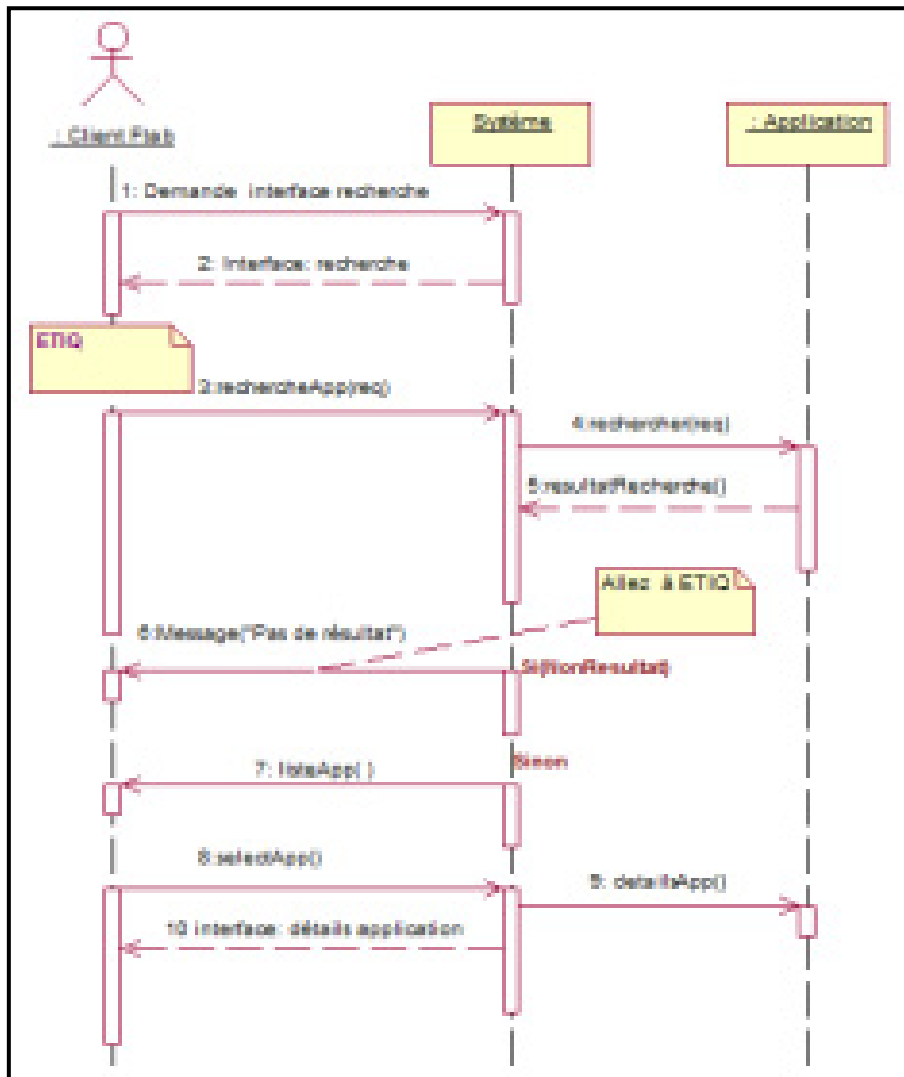 : Client Ftab
Système
: Application
1: Demande interface recherche
2: Interface: recherche
ETIQ
3:rechercheApp(req)
4:rechercher(req)
5:resultatRecherche()
Allez à ETIQ
6:Message("Pas de résultat")
Si(NonResultat)
Sinon
7: listeApp( )
8:selectApp()
9: detailsApp()
10 interface: détails application